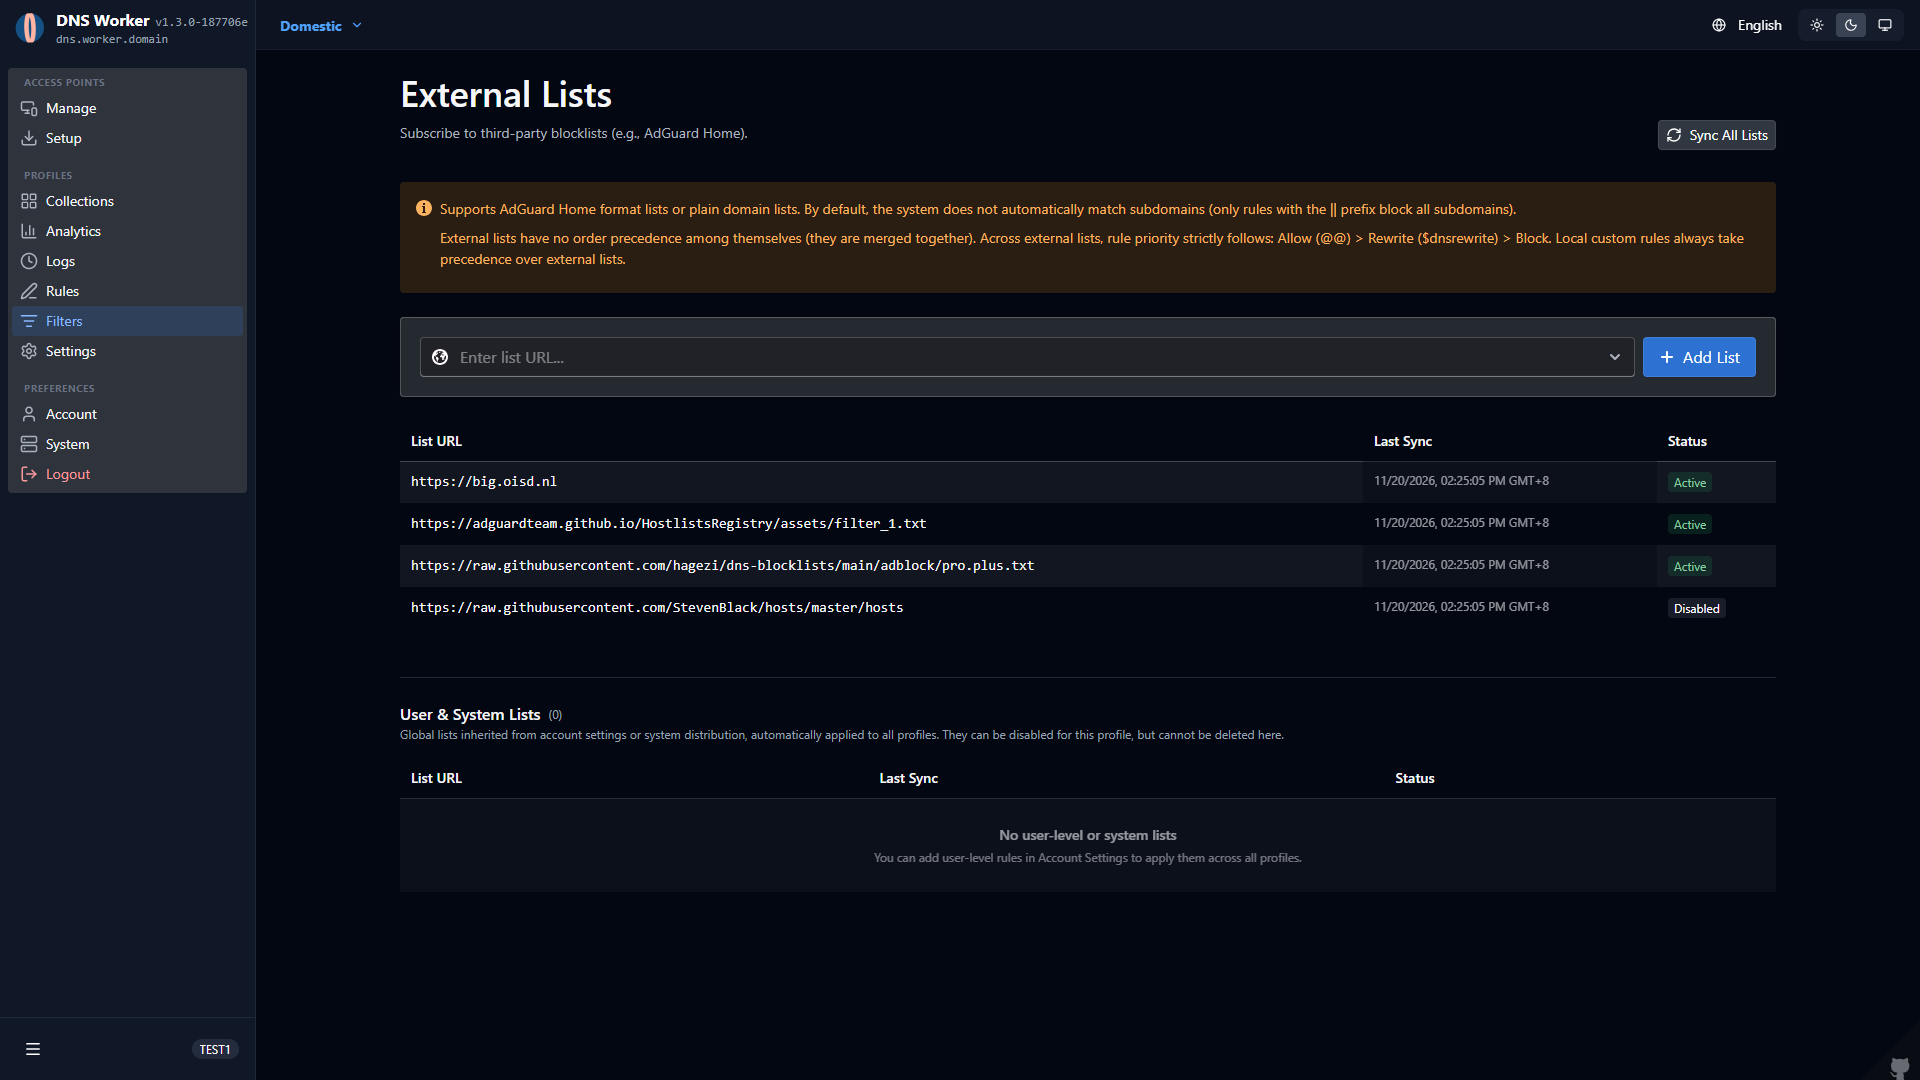 DNS Worker v1.3.0-187706e
dns.worker.domain
Domestic
English
ACCESS POINTS
Manage
Setup
PROFILES
Collections
Analytics
Logs
Rules
Filters
Settings
PREFERENCES
Account
System
Logout
TEST1
External Lists
Subscribe to third-party blocklists (e.g., AdGuard Home).
Sync All Lists
Supports AdGuard Home format lists or plain domain lists. By default, the system does not automatically match subdomains (only rules with the || prefix block all subdomains).
External lists have no order precedence among themselves (they are merged together). Across external lists, rule priority strictly follows: Allow (@@) > Rewrite ($dnsrewrite) > Block. Local custom rules always take
precedence over external lists.
Enter list URL...
Add List
List URL Last Sync Status
https://big.oisd.nl 11/20/2026, 02:25:05 PM GMT+8 Active
https://adguardteam.github.io/HostlistsRegistry/assets/filter_1.txt 11/20/2026, 02:25:05 PM GMT+8 Active
https://raw.githubusercontent.com/hagezi/dns-blocklists/main/adblock/pro.plus.txt 11/20/2026, 02:25:05 PM GMT+8 Active
https://raw.githubusercontent.com/StevenBlack/hosts/master/hosts 11/20/2026, 02:25:05 PM GMT+8 Disabled
User & System Lists (0)
Global lists inherited from account settings or system distribution, automatically applied to all profiles. They can be disabled for this profile, but cannot be deleted here.
List URL Last Sync Status
No user-level or system lists
You can add user-level rules in Account Settings to apply them across all profiles.